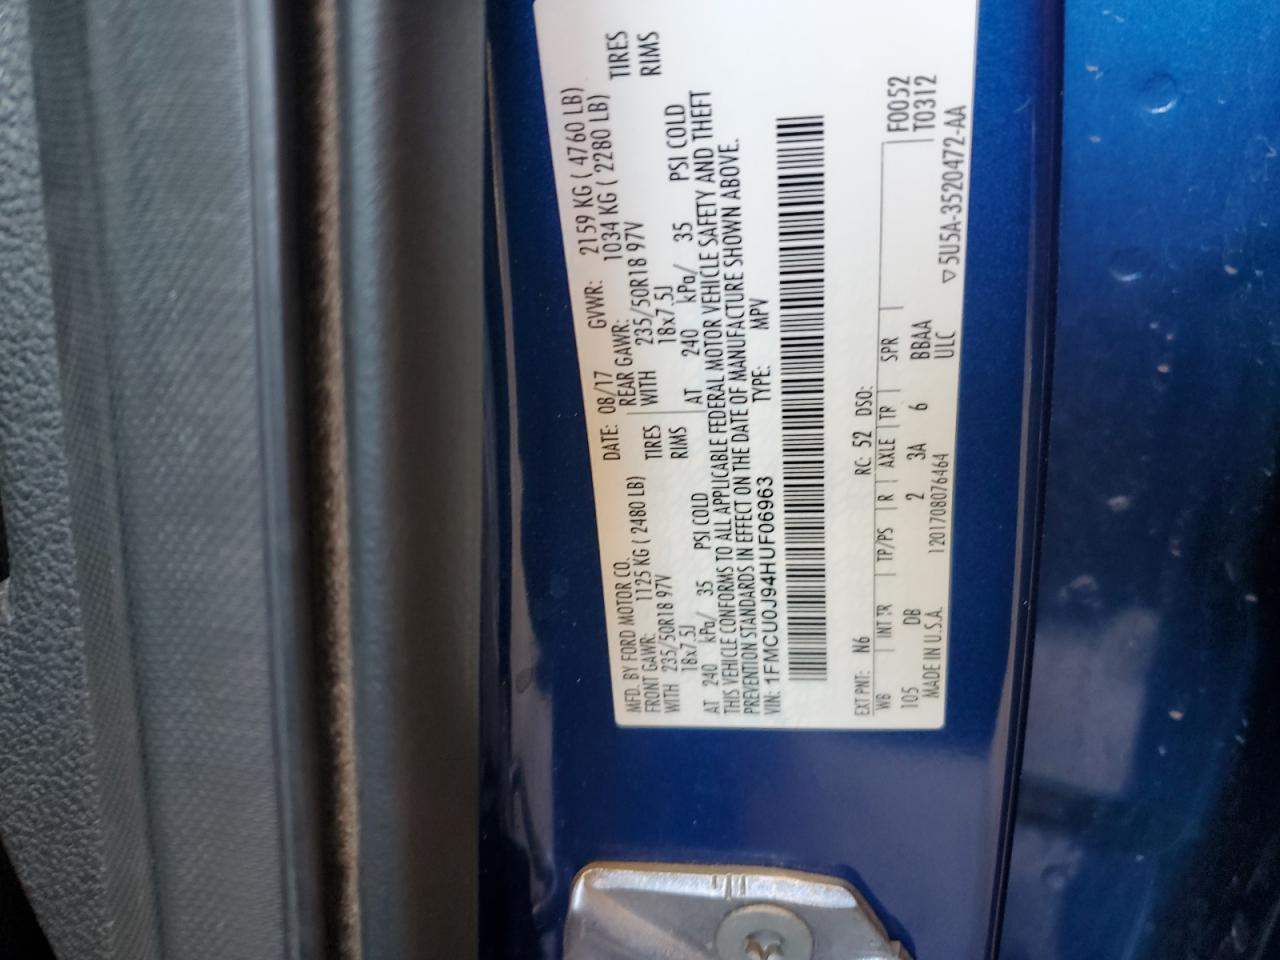 MFD. BY FORD MOTOR CO. DATE: 08/17 GVWR: 2159 KG ( 4760 LB)
FRONT GAWR: 1125 KG ( 2480 LB) REAR GAWR: 1034 KG ( 2280 LB)
WITH 235/50R18 97V TIRES WITH 235/50R18 97V TIRES
18x7.5J RIMS 18x7.5J RIMS
AT 240 kPa/ 35 PSI COLD AT 240 kPa/ 35 PSI COLD
THIS VEHICLE CONFORMS TO ALL APPLICABLE FEDERAL MOTOR VEHICLE SAFETY AND THEFT
PREVENTION STANDARDS IN EFFECT ON THE DATE OF MANUFACTURE SHOWN ABOVE.
VIN: 1FMCU0J94HUF06963 TYPE: MPV
EXT PNT: N6 RC: 52 DSO:
WB INT TR TP/PS R AXLE TR SPR F0052
105 DB 2 3A 6 BBAA T0312
MADE IN U.S.A. 1201708076464 ULC ▽5U5A-3520472-AA